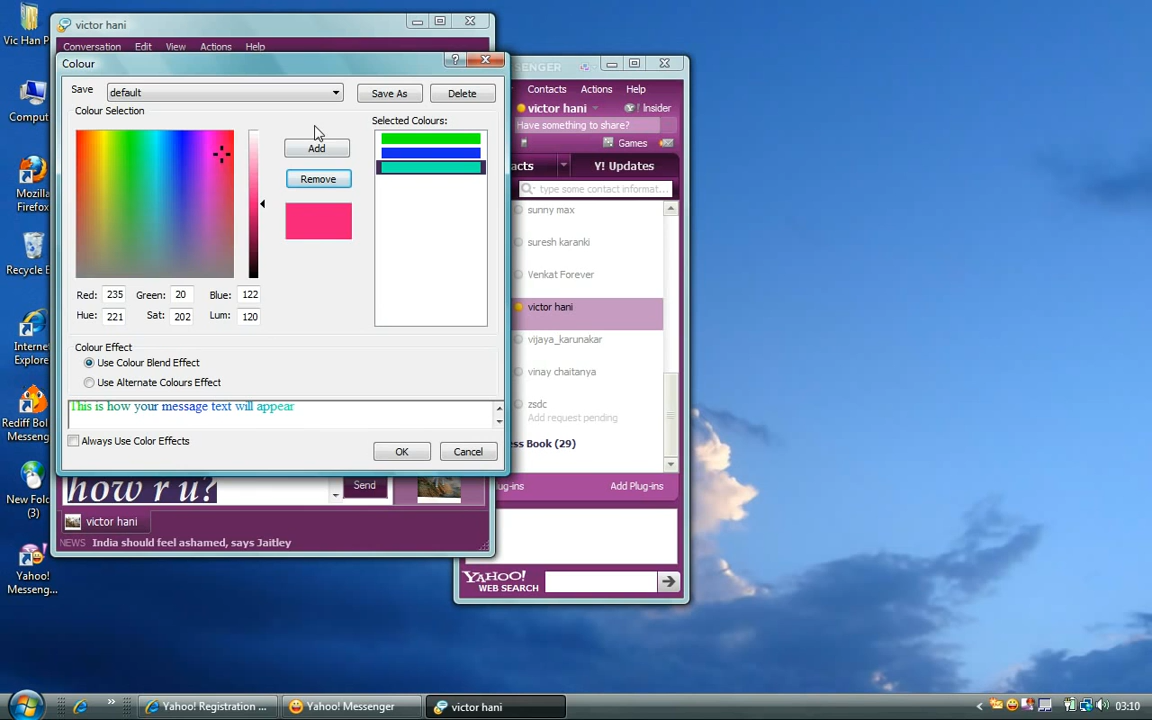 Vic Han P
victor hani
Conversation Edit View Actions Help
Colour
Save default Save As Delete
Colour Selection
Selected Colours:
Add
Remove
Red: 235 Green: 20 Blue: 122
Hue: 221 Sat: 202 Lum: 120
Colour Effect
Use Colour Blend Effect
Use Alternate Colours Effect
This is how your message text will appear
Always Use Color Effects
OK Cancel
how r u?
Send
victor hani
NEWS India should feel ashamed, says Jaitley
Contacts Actions Help
victor hani Y! Insider
Have something to share?
Games
Y! Updates
type some contact informat...
sunny max
suresh karanki
Venkat Forever
victor hani
vijaya_karunakar
vinay chaitanya
zsdc
Add request pending
ess Book (29)
ug-ins Add Plug-ins
YAHOO!
WEB SEARCH
Comput
Mozilla
Firefox
Recycle B
Internet
Explore
Rediff Bol
Messenge
New Fold
(3)
Yahoo!
Messeng...
Yahoo! Registration ...
Yahoo! Messenger
victor hani
03:10